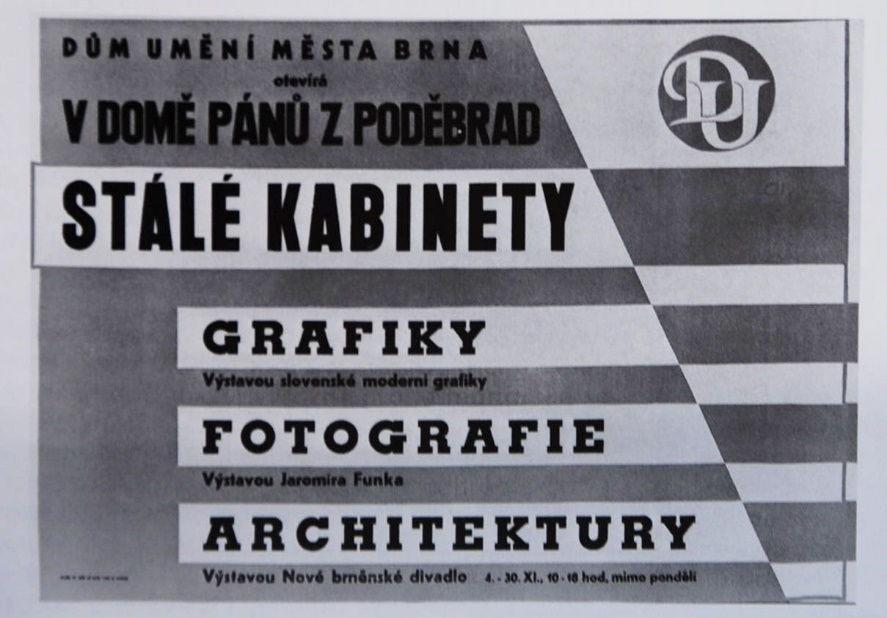 DŮM UMĚNÍ MĚSTA BRNA
otevírá
V DOMĚ PÁNŮ Z PODĚBRAD
DU
STÁLÉ KABINETY
GRAFIKY
Výstavou slovenské moderní grafiky
FOTOGRAFIE
Výstavou Jaromíra Funka
ARCHITEKTURY
Výstavou Nové brněnské divadlo 4. - 30. XI., 10 - 18 hod, mimo pondělí